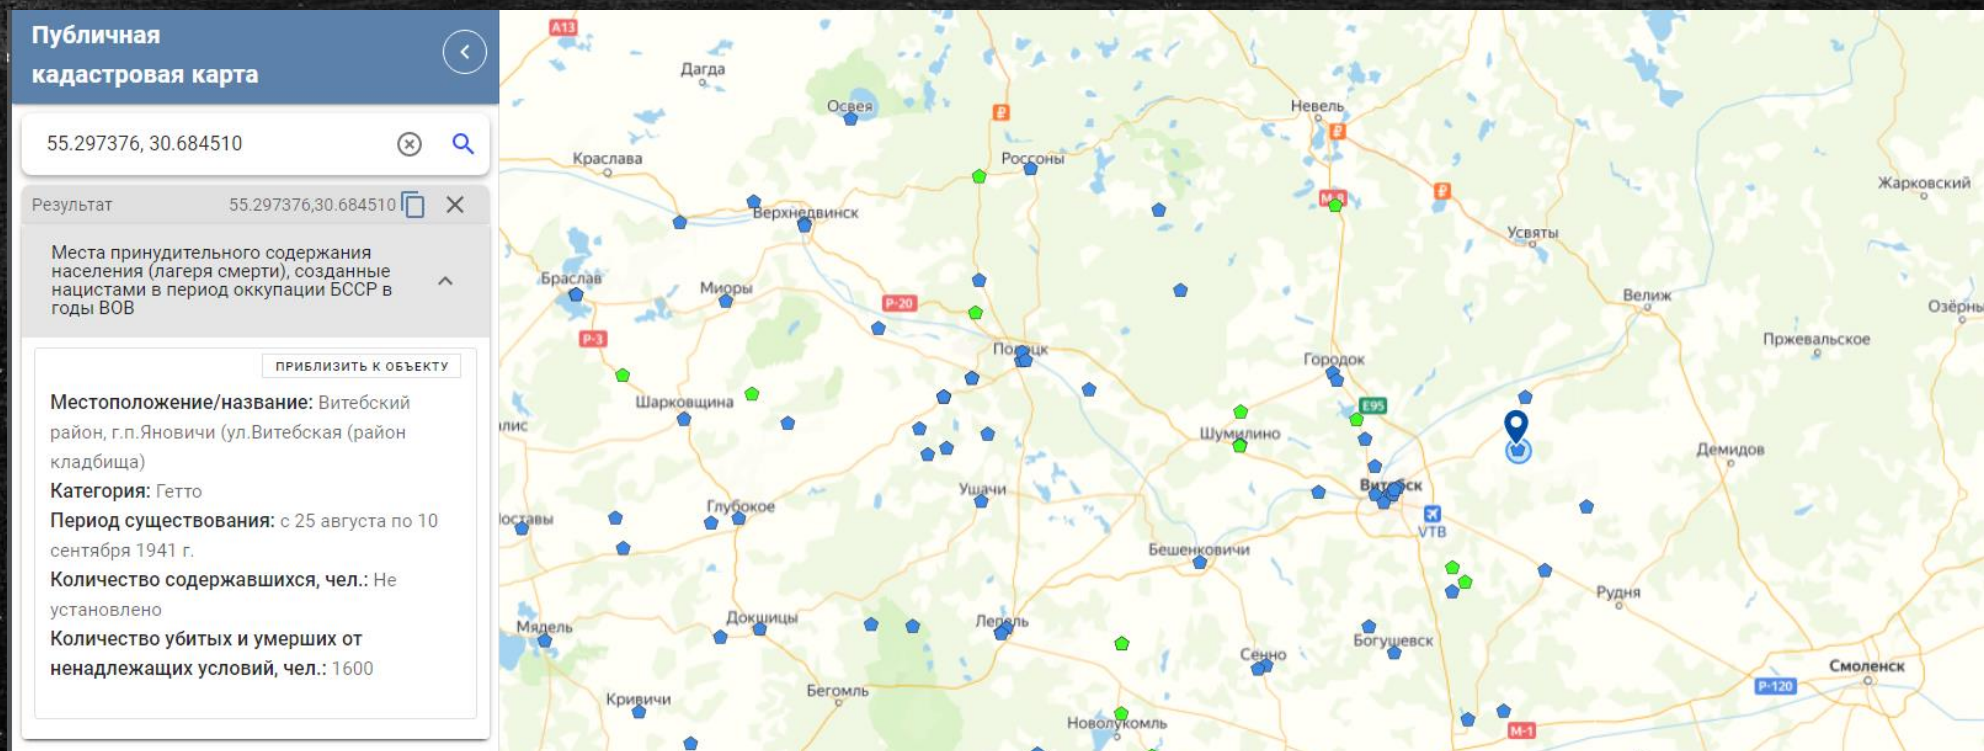 Публичная
кадастровая карта
55.297376, 30.684510
Результат 55.297376,30.684510
Места принудительного содержания
населения (лагеря смерти), созданные
нацистами в период оккупации БССР в
годы ВОВ
ПРИБЛИЗИТЬ К ОБЪЕКТУ
Местоположение/название: Витебский
район, г.п.Яновичи (ул.Витебская (район
кладбища)
Категория: Гетто
Период существования: с 25 августа по 10
сентября 1941 г.
Количество содержавшихся, чел.: Не
установлено
Количество убитых и умерших от
ненадлежащих условий, чел.: 1600
А13
Дагда
Освея
Невель
Краслава
Россоны
Жарковский
М-8
Верхнедвинск
Усвяты
Браслав
Миоры
Р-20
Велиж
Озёрны
Р-3
Полоцк
Городок
Пржевальское
Шарковщина
Е95
лис
Шумилино
Демидов
Витебск
Ушачи
Глубокое
оставы
VTB
Бешенковичи
Рудня
Докшицы
Лепель
Мядель
Богушевск
Сенно
Смоленск
Р-120
Бегомль
Кривичи
Новолукомль
М-1